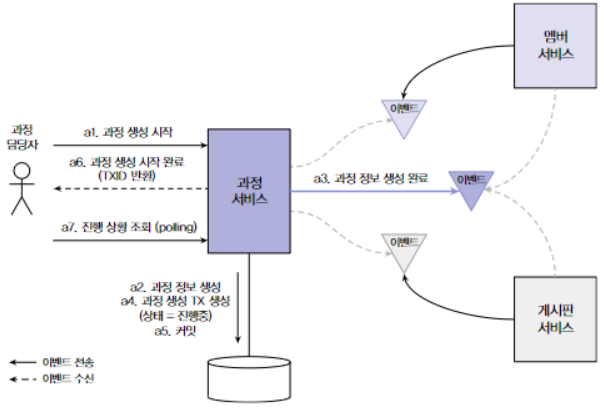 멤버
서비스
이벤트
과정
담당자
a1. 과정 생성 시작
a6. 과정 생성 시작 완료
(TXID 반환)
a7. 진행 상황 조회 (polling)
과정
서비스
a3. 과정 정보 생성 완료
이벤트
이벤트
a2. 과정 정보 생성
a4. 과정 생성 TX 생성
(상태 = 진행중)
a5. 커밋
게시판
서비스
이벤트 전송
이벤트 수신